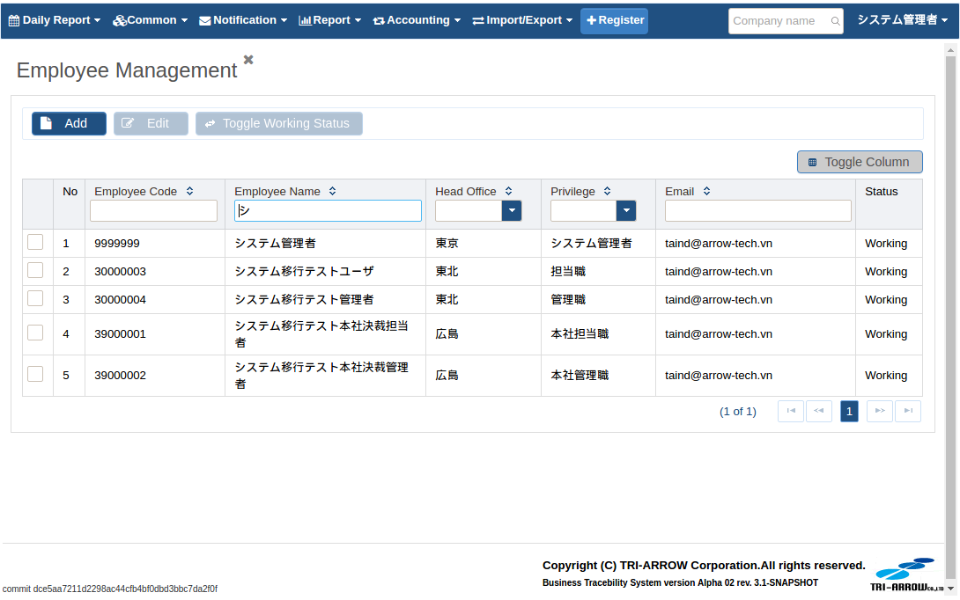 Daily Report Common Notification Report Accounting Import/Export Register Company name システム管理者
Employee Management
Add Edit Toggle Working Status
Toggle Column
No Employee Code Employee Name Head Office Privilege Email Status
シ
1 9999999 システム管理者 東京 システム管理者 taind@arrow-tech.vn Working
2 30000003 システム移行テストユーザ 東北 担当職 taind@arrow-tech.vn Working
3 30000004 システム移行テスト管理者 東北 管理職 taind@arrow-tech.vn Working
システム移行テスト本社決裁担当
4 39000001 広島 本社担当職 taind@arrow-tech.vn Working
者
システム移行テスト本社決裁管理
5 39000002 広島 本社管理職 taind@arrow-tech.vn Working
者
(1 of 1) 1
Copyright (C) TRI-ARROW Corporation.All rights reserved.
Business Tracebility System version Alpha 02 rev. 3.1-SNAPSHOT
TRI-ARROW CO.,LTD
commit dce5aa7211d2298ac44cfb4bf0dbd3bbc7da2f0f